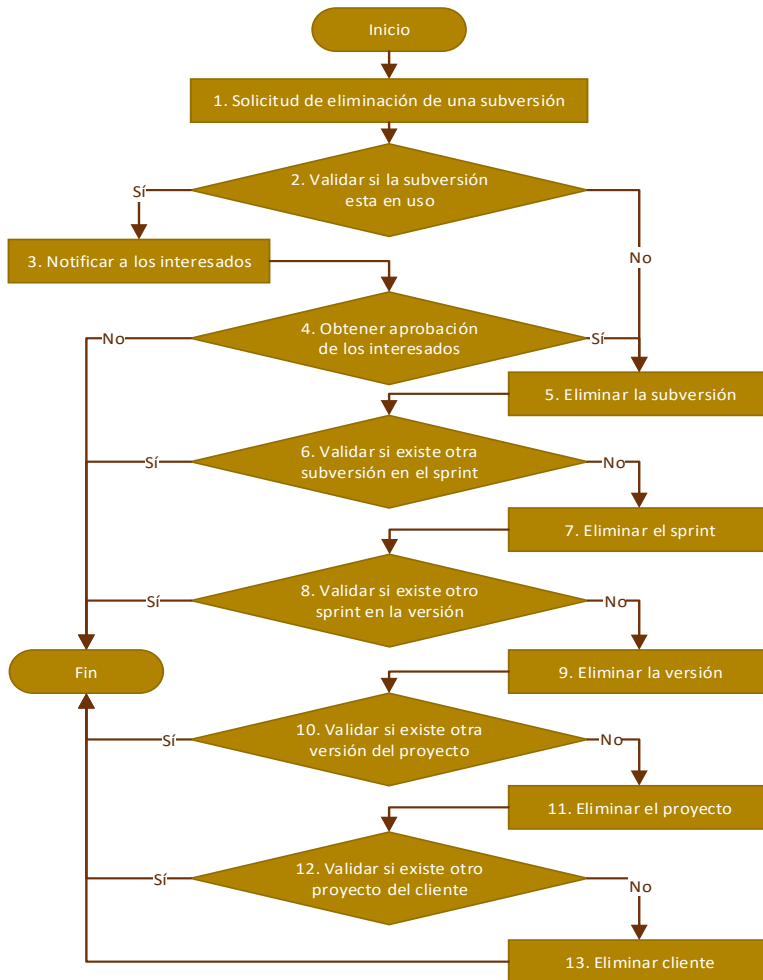 Inicio
1. Solicitud de eliminación de una subversión
2. Validar si la subversión
esta en uso
Sí
No
3. Notificar a los interesados
4. Obtener aprobación
de los interesados
No
Sí
5. Eliminar la subversión
6. Validar si existe otra
subversión en el sprint
Sí
No
7. Eliminar el sprint
8. Validar si existe otro
sprint en la versión
Sí
No
Fin
9. Eliminar la versión
10. Validar si existe otra
versión del proyecto
Sí
No
11. Eliminar el proyecto
12. Validar si existe otro
proyecto del cliente
Sí
No
13. Eliminar cliente